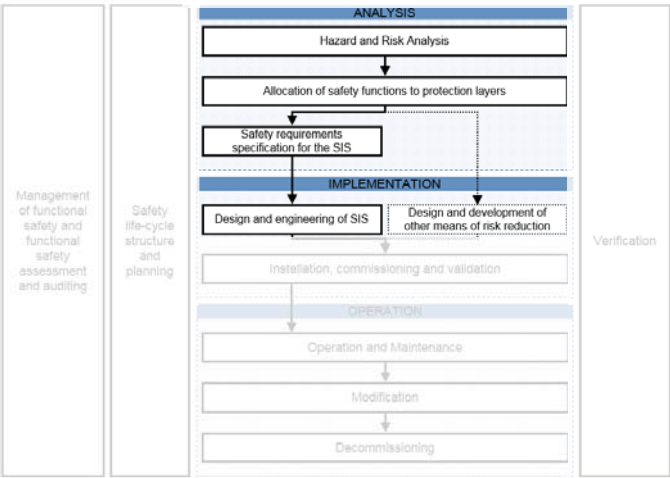 ANALYSIS
Hazard and Risk Analysis
Allocation of safety functions to protection layers
Safety requirements
specification for the SIS
Management
of functional
safety and
functional
safety
assessment
and auditing
Safety
life-cycle
structure
and
planning
IMPLEMENTATION
Design and engineering of SIS
Design and development of
other means of risk reduction
Verification
Installation, commissioning and validation
OPERATION
Operation and Maintenance
Modification
Decommissioning